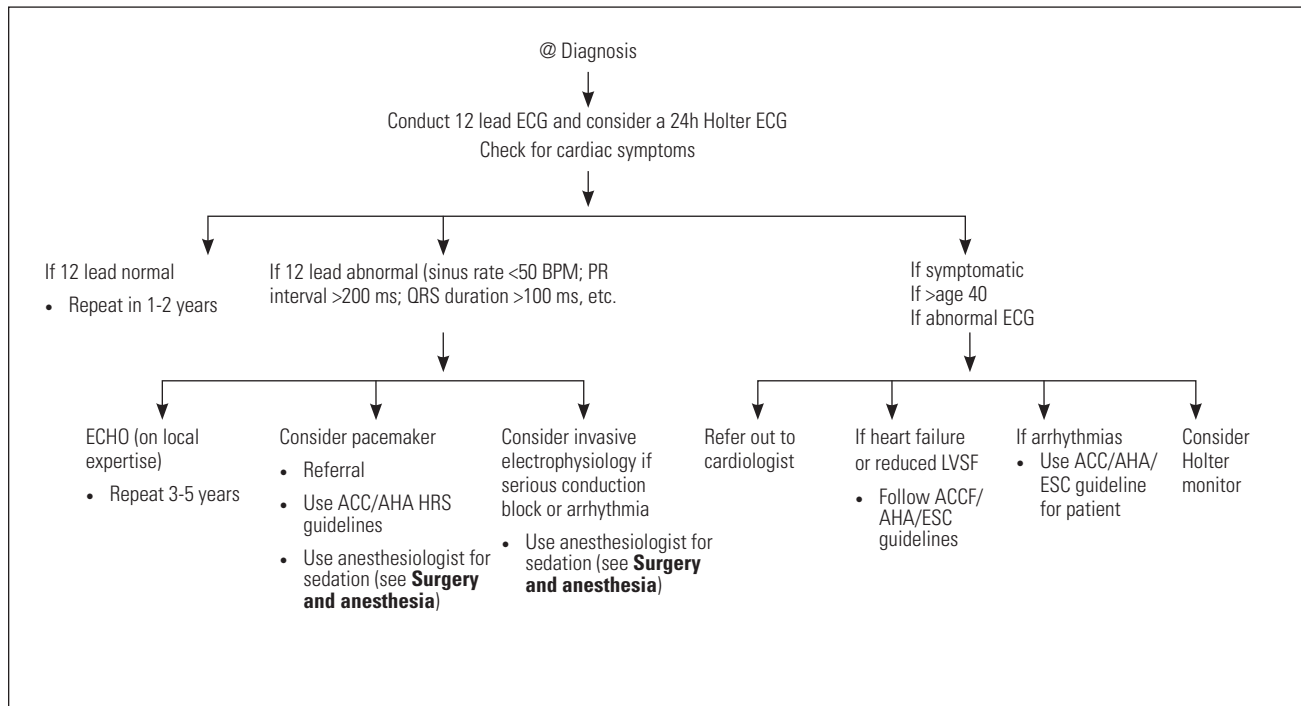 @ Diagnosis
Conduct 12 lead ECG and consider a 24h Holter ECG
Check for cardiac symptoms
If 12 lead normal
• Repeat in 1-2 years
If 12 lead abnormal (sinus rate <50 BPM; PR
interval >200 ms; QRS duration >100 ms, etc.
If symptomatic
If >age 40
If abnormal ECG
ECHO (on local
expertise)
• Repeat 3-5 years
Consider pacemaker
• Referral
• Use ACC/AHA HRS
guidelines
• Use anesthesiologist for
sedation (see Surgery
and anesthesia)
Consider invasive
electrophysiology if
serious conduction
block or arrhythmia
• Use anesthesiologist for
sedation (see Surgery
and anesthesia)
Refer out to
cardiologist
If heart failure
or reduced LVSF
• Follow ACCF/
AHA/ESC
guidelines
If arrhythmias
• Use ACC/AHA/
ESC guideline
for patient
Consider
Holter
monitor